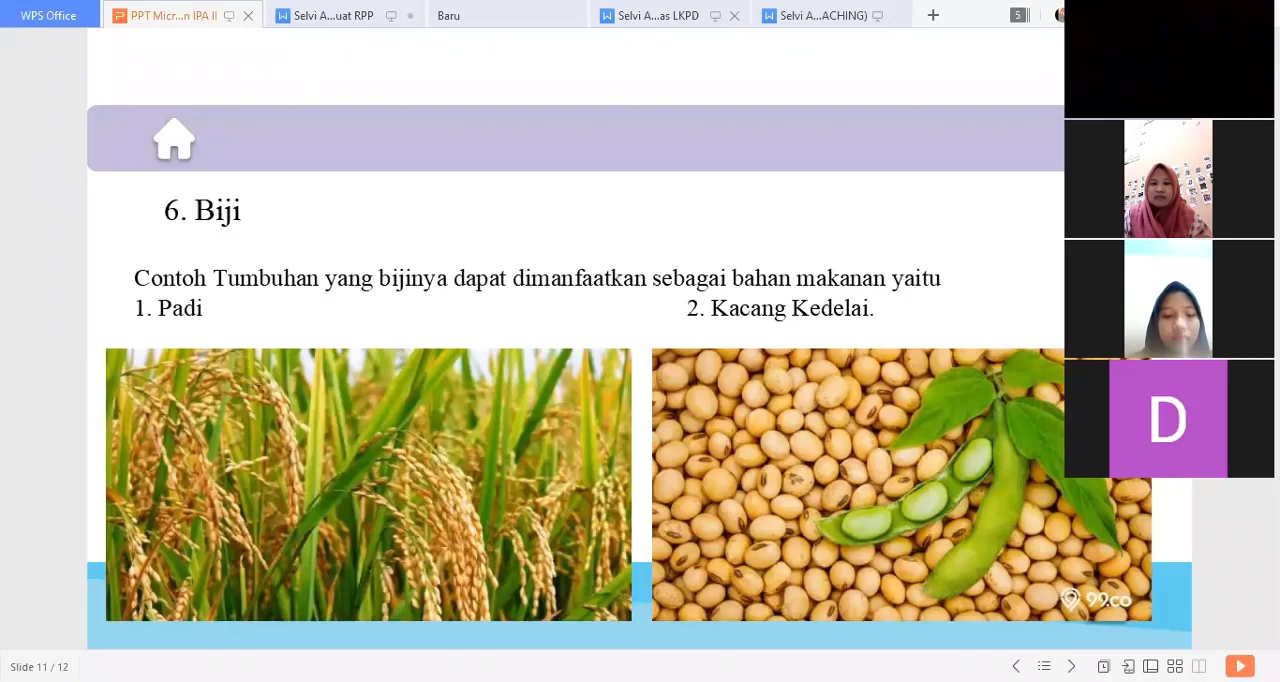 WPS Office
PPT Micr...n IPA II
Selvi A...uat RPP
Baru
Selvi A...as LKPD
Selvi A...ACHING)
5
6. Biji
Contoh Tumbuhan yang bijinya dapat dimanfaatkan sebagai bahan makanan yaitu
1. Padi
2. Kacang Kedelai.
D
99.co
Slide 11 / 12